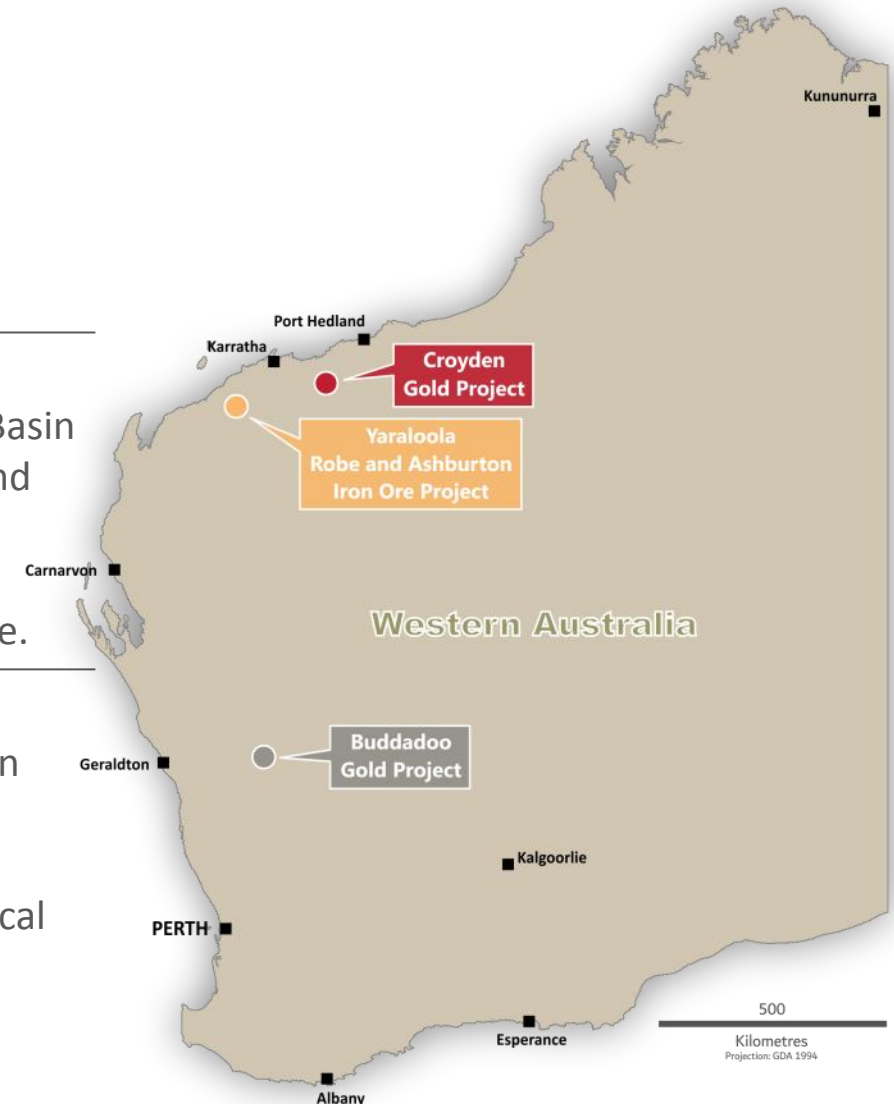 Kununurra
Port Hedland
Karratha
Croyden
Gold Project
Basin
Yaraloola
Robe and Ashburton
Iron Ore Project
Carnarvon
Western Australia
Buddadoo
Gold Project
Geraldton
Kalgoorlie
PERTH
500
Kilometres
Projection: GDA 1994
Esperance
Albany